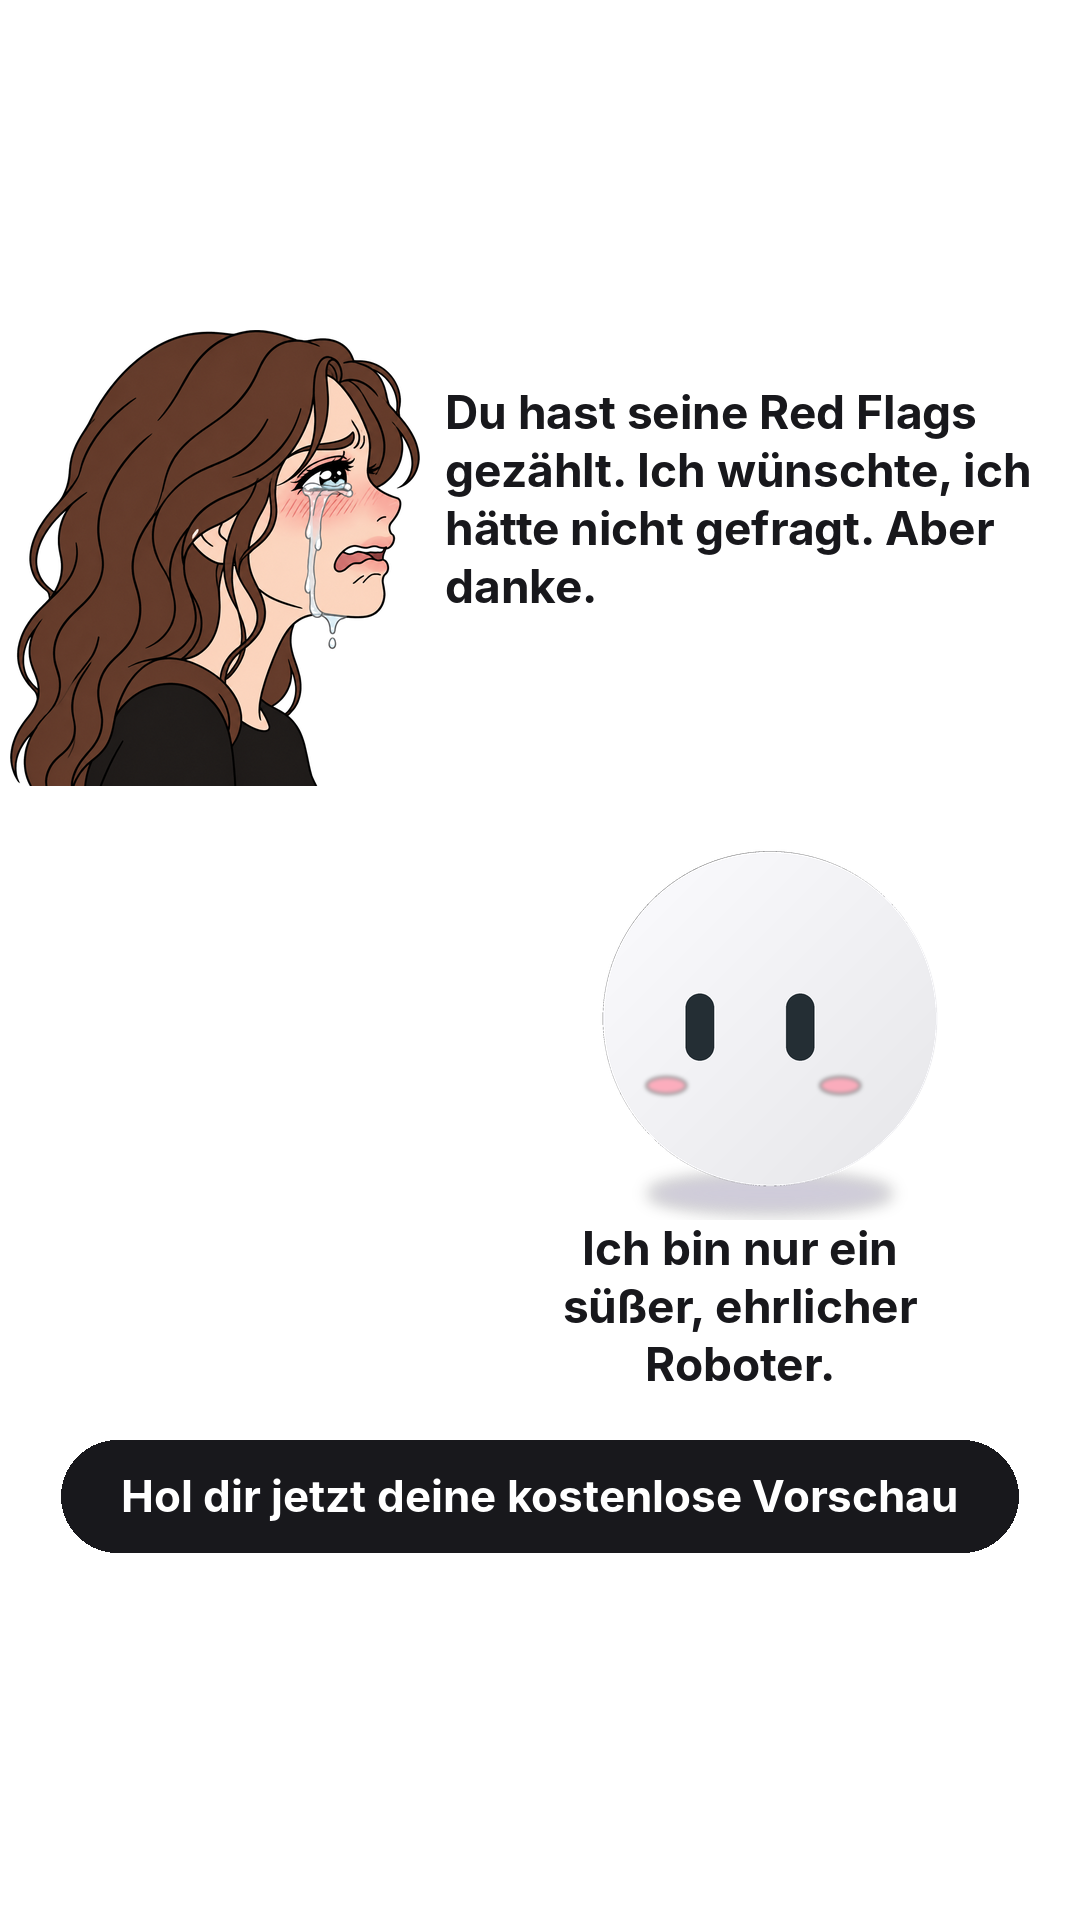 Du hast seine Red Flags
gezählt. Ich wünschte, ich
hätte nicht gefragt. Aber
danke.
Ich bin nur ein
süßer, ehrlicher
Roboter.
Hol dir jetzt deine kostenlose Vorschau